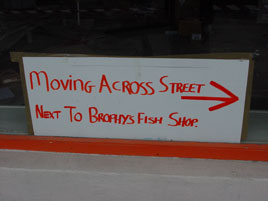 Moving Across Street
Next To Brophys Fish Shop.